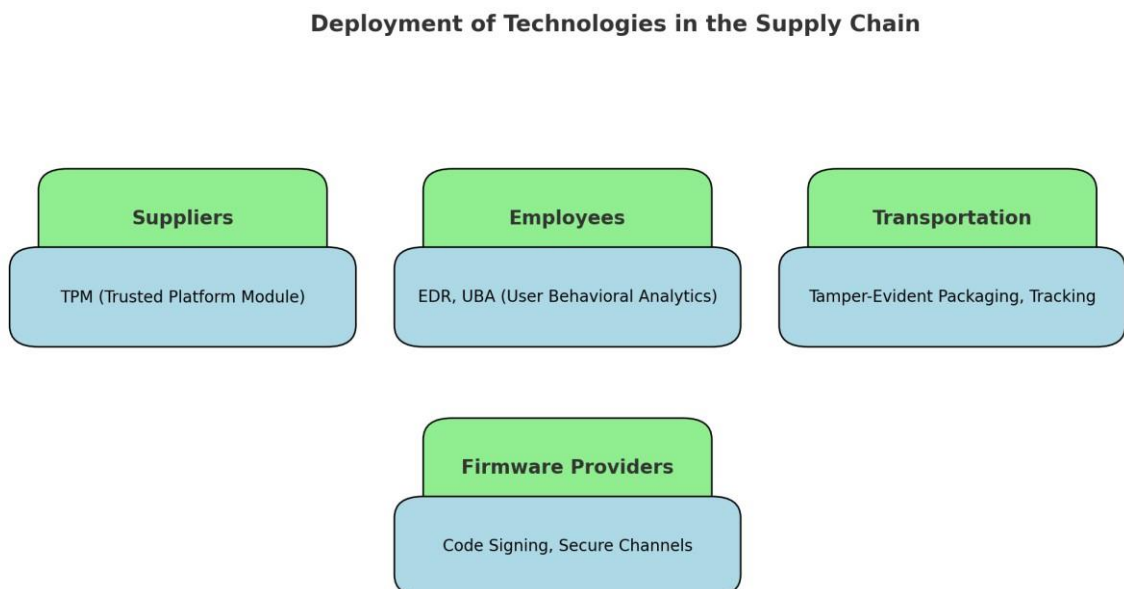 Deployment of Technologies in the Supply Chain
Suppliers
TPM (Trusted Platform Module)
Employees
EDR, UBA (User Behavioral Analytics)
Transportation
Tamper-Evident Packaging, Tracking
Firmware Providers
Code Signing, Secure Channels